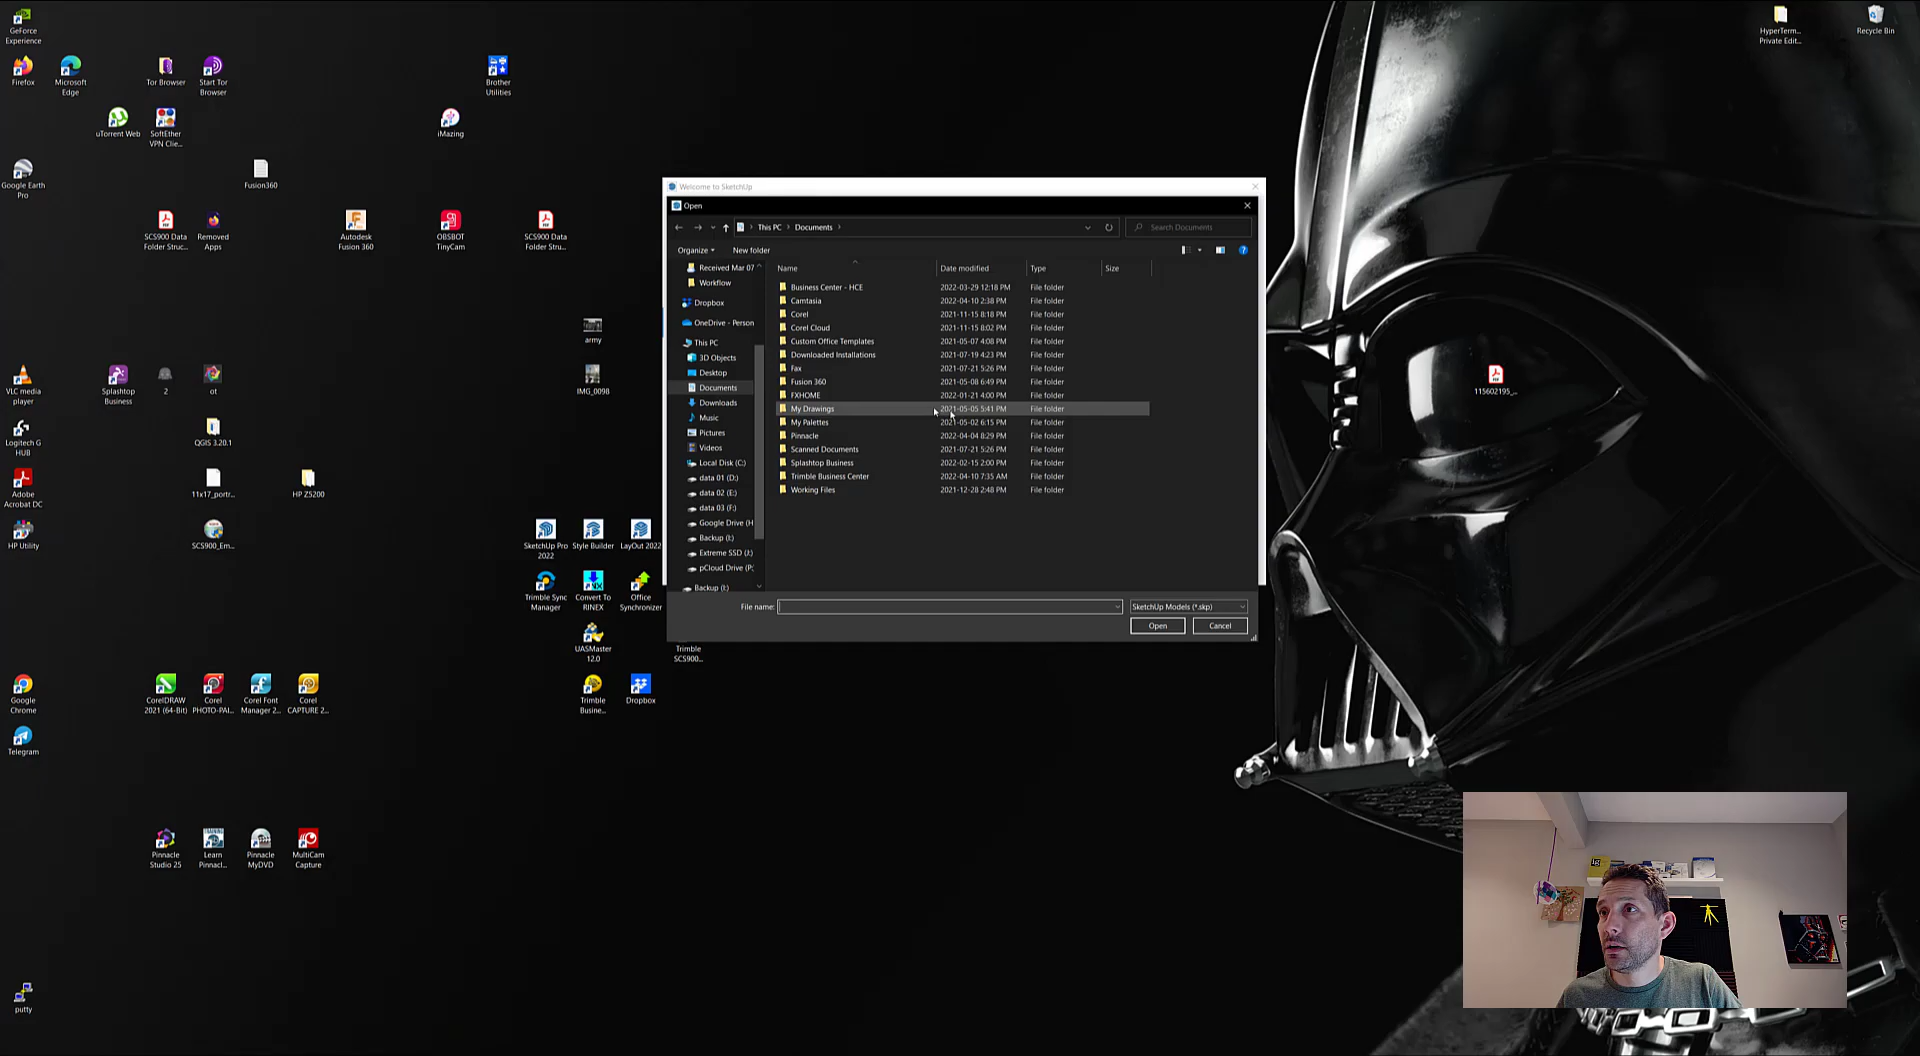 GeForce
Experience
Firefox
Microsoft
Edge
Tor Browser
Start Tor
Browser
Brother
Utilities
uTorrent Web
SoftEther
VPN Clie...
iMazing
Google Earth
Pro
Fusion360
SCS900 Data
Folder Struc...
Removed
Apps
Autodesk
Fusion 360
OBSBOT
TinyCam
SCS900 Data
Folder Stru...
army
VLC media
player
Splashtop
Business
2
ot
IMG_0098
Logitech G
HUB
QGIS 3.20.1
Adobe
Acrobat DC
11x17_portr...
HP Z5200
HP Utility
SCS900_Em...
SketchUp Pro
2022
Style Builder
LayOut 2022
Trimble Sync
Manager
Convert To
RINEX
Office
Synchronizer
UASMaster
12.0
Trimble
SCS900...
Google
Chrome
CorelDRAW
2021 (64-Bit)
Corel
PHOTO-PAI...
Corel Font
Manager 2...
Corel
CAPTURE 2...
Trimble
Busine...
Dropbox
Telegram
Pinnacle
Studio 25
Learn
Pinnacl...
Pinnacle
MyDVD
MultiCam
Capture
putty
HyperTerm...
Private Edit...
Recycle Bin
115602195_...
Welcome to SketchUp
Open
This PC
Documents
Search Documents
Organize
New folder
Received Mar 07
Workflow
Dropbox
OneDrive - Person
This PC
3D Objects
Desktop
Documents
Downloads
Music
Pictures
Videos
Local Disk (C:)
data 01 (D:)
data 02 (E:)
data 03 (F:)
Google Drive (H
Backup (I:)
Extreme SSD (J:)
pCloud Drive (P:
Backup (I:)
Name Date modified Type Size
Business Center - HCE 2022-03-29 12:18 PM File folder
Camtasia 2022-04-10 2:38 PM File folder
Corel 2021-11-15 8:18 PM File folder
Corel Cloud 2021-11-15 8:02 PM File folder
Custom Office Templates 2021-05-07 4:08 PM File folder
Downloaded Installations 2021-07-19 4:23 PM File folder
Fax 2021-07-21 5:26 PM File folder
Fusion 360 2021-05-08 6:49 PM File folder
FXHOME 2022-01-21 4:00 PM File folder
My Drawings 2021-05-05 5:41 PM File folder
My Palettes 2021-05-02 6:15 PM File folder
Pinnacle 2022-04-04 8:29 PM File folder
Scanned Documents 2021-07-21 5:26 PM File folder
Splashtop Business 2022-02-15 2:00 PM File folder
Trimble Business Center 2022-04-10 7:35 AM File folder
Working Files 2021-12-28 2:48 PM File folder
File name:
SketchUp Models (*.skp)
Open
Cancel